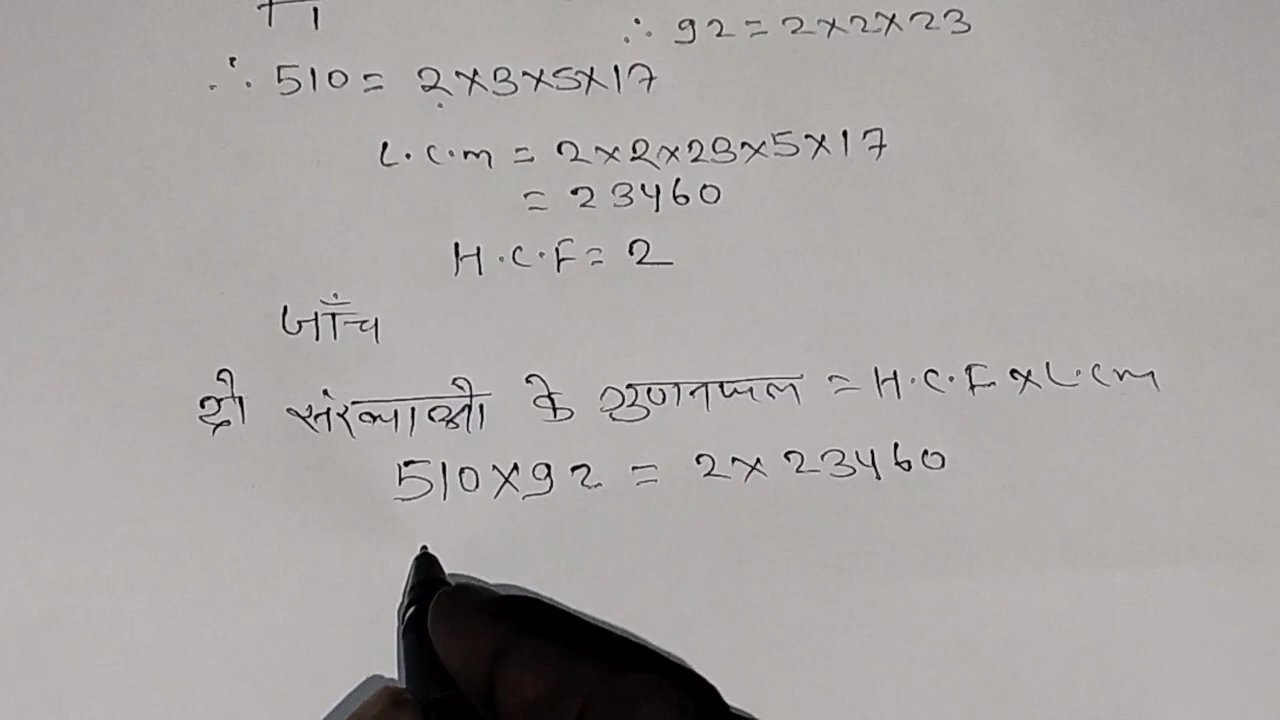 ∴ 92 = 2×2×23
∴ 510 = 2×3×5×17
L.C.M = 2×2×23×5×17
= 23460
H.C.F = 2
जाँच
दो संख्याओं के गुणनफल = H.C.F × L.C.M
510×92 = 2×23460